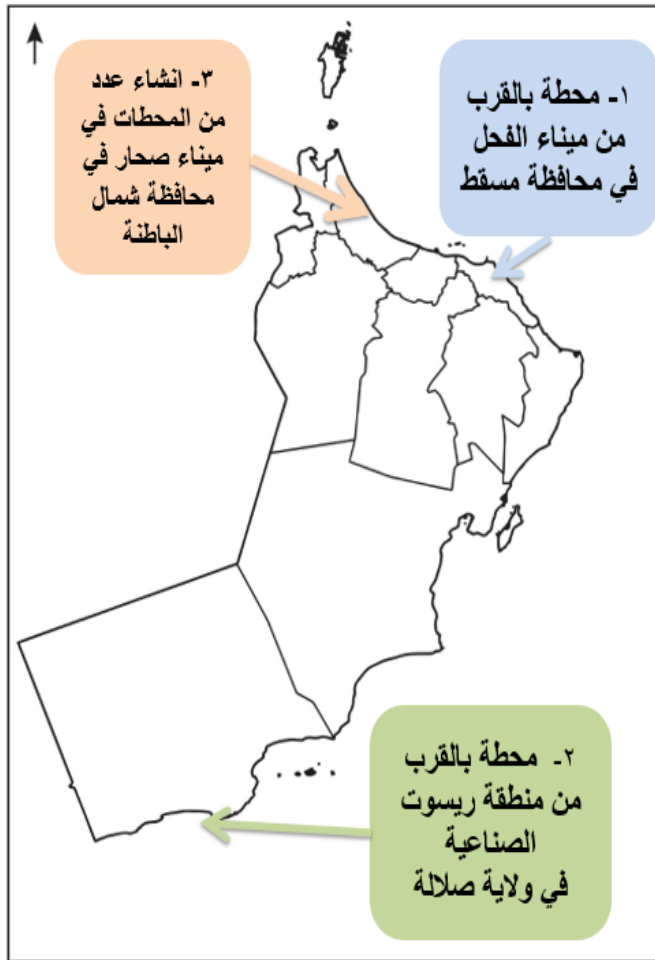 ١- محطة بالقرب
من ميناء الفحل
في محافظة مسقط
٢- محطة بالقرب
من منطقة ريسوت
الصناعية
في ولاية صلالة
٣- انشاء عدد
من المحطات في
ميناء صحار في
محافظة شمال
الباطنة